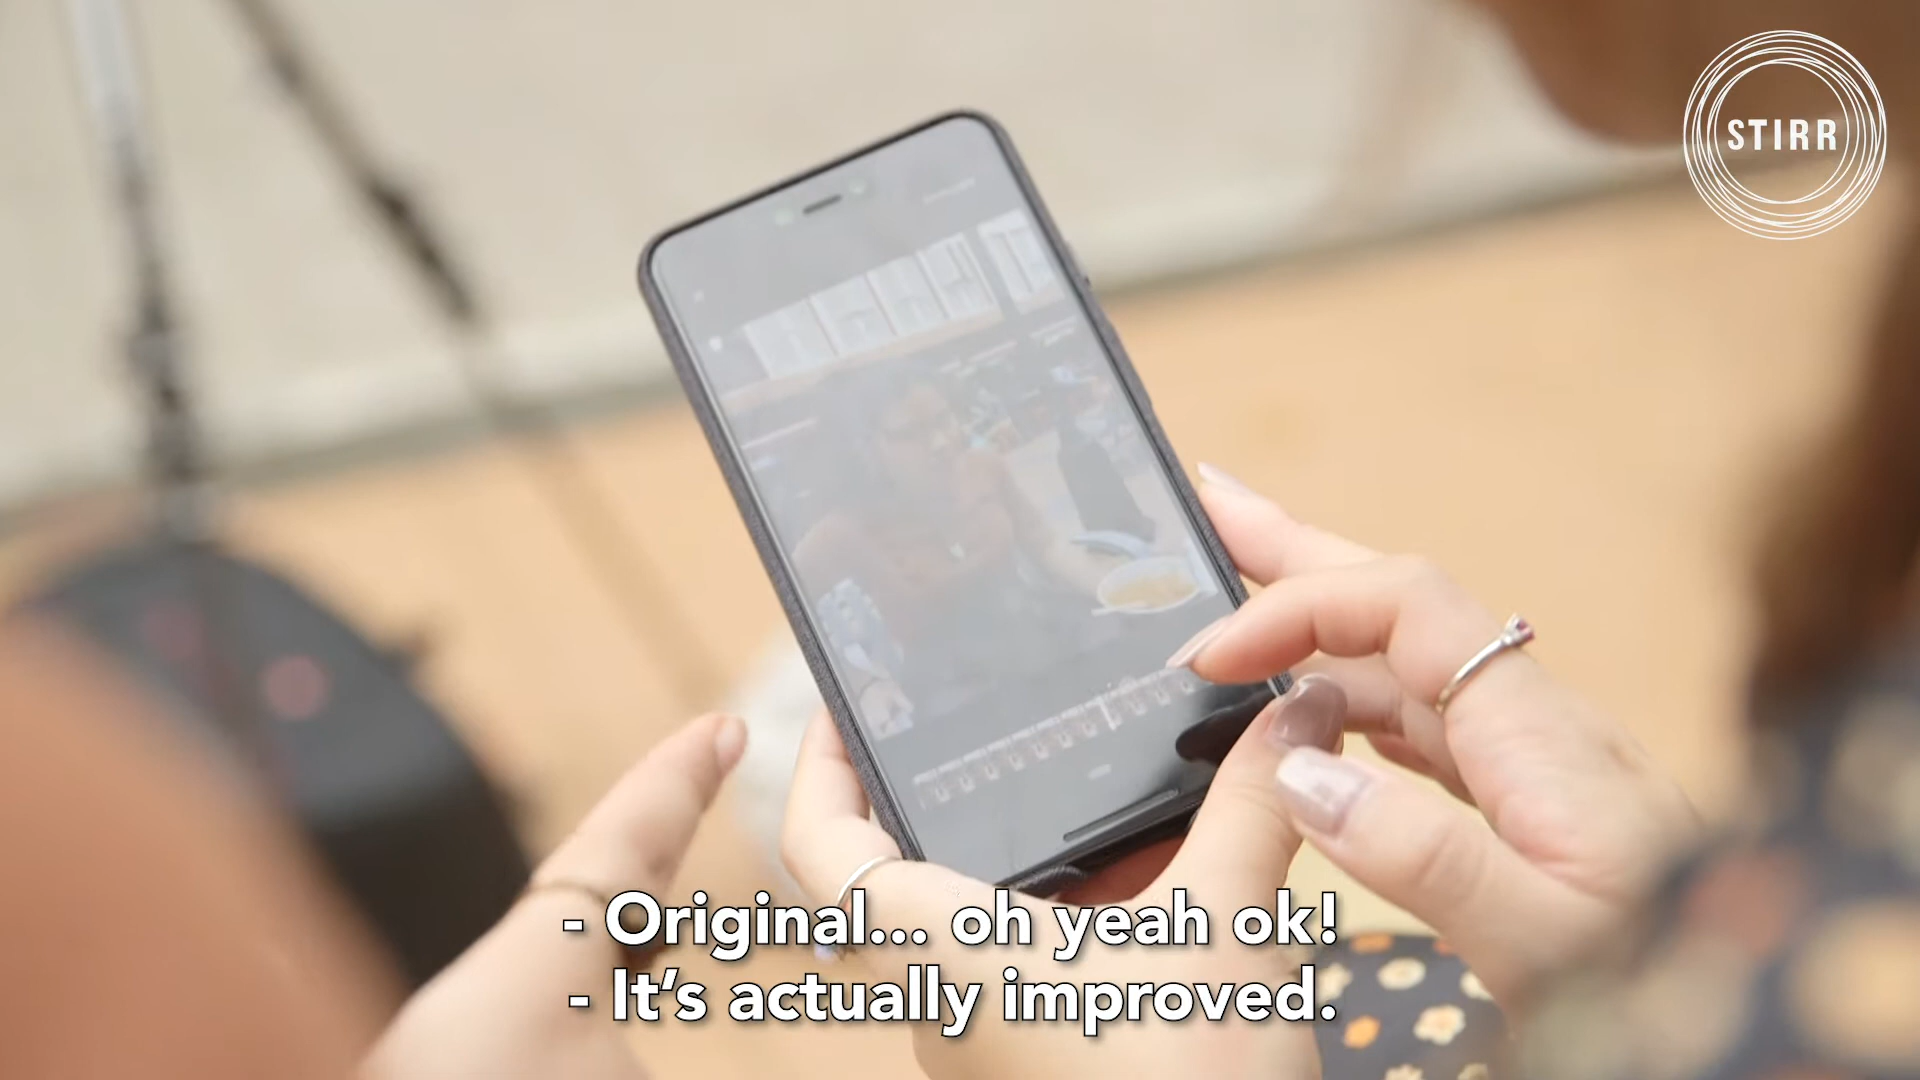 STIRR
- Original... oh yeah ok!
- It's actually improved.